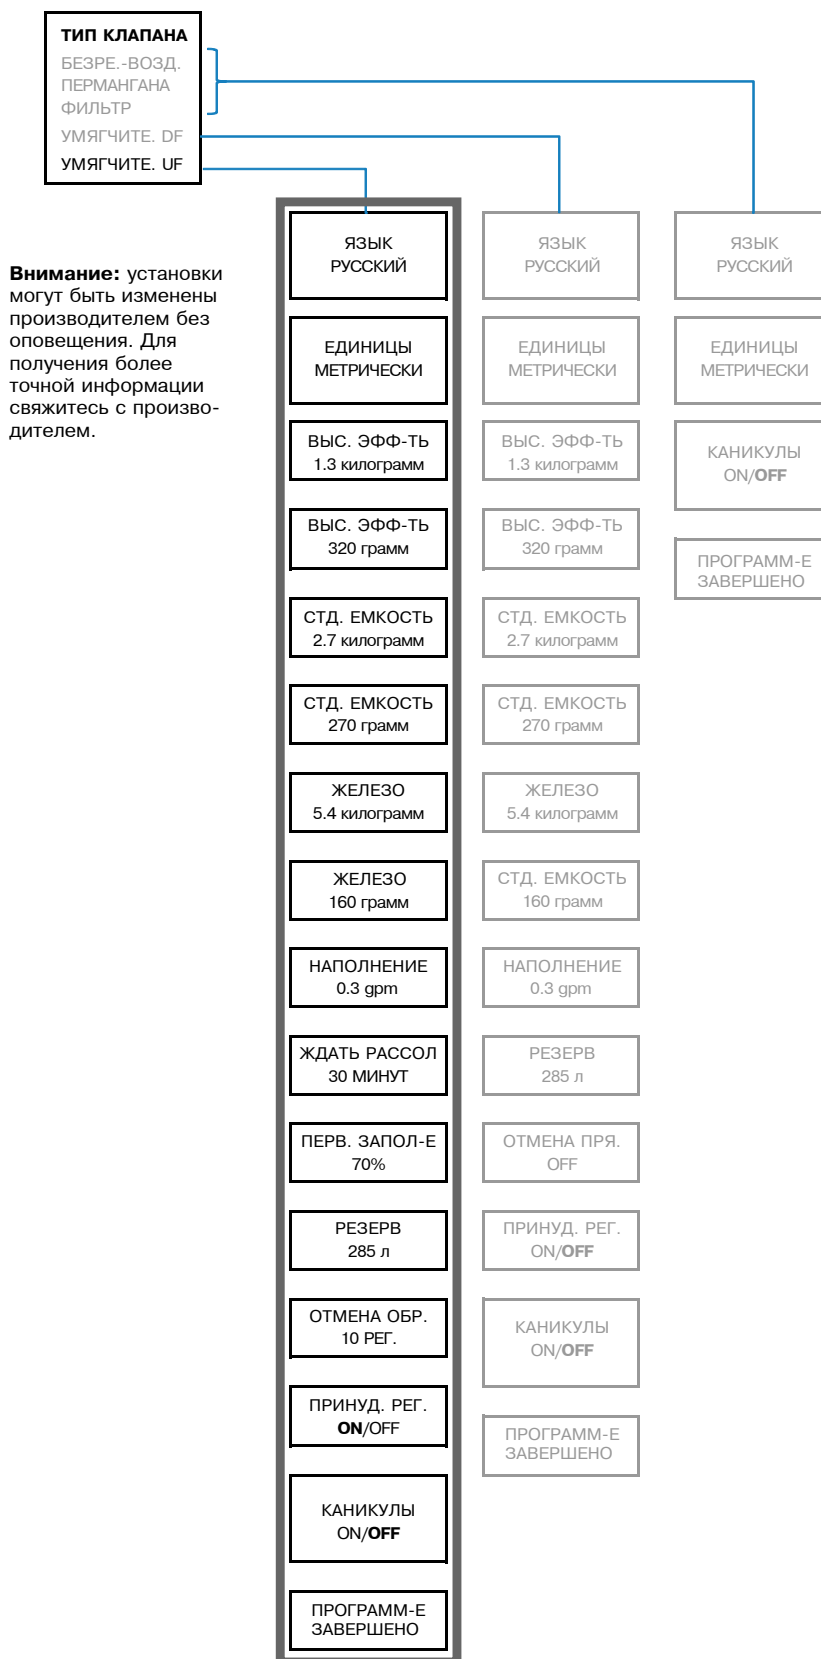 ТИП КЛАПАНА
БЕЗРЕ.-ВОЗД.
ПЕРМАНГАНА
ФИЛЬТР
УМЯГЧИТЕ. DF
УМЯГЧИТЕ. UF
Внимание: установки
могут быть изменены
производителем без
оповещения. Для
получения более
точной информации
свяжитесь с произво-
дителем.
ЯЗЫК
РУССКИЙ
ЕДИНИЦЫ
МЕТРИЧЕСКИ
ВЫС. ЭФФ-ТЬ
1.3 килограмм
ВЫС. ЭФФ-ТЬ
320 грамм
СТД. ЕМКОСТЬ
2.7 килограмм
СТД. ЕМКОСТЬ
270 грамм
ЖЕЛЕЗО
5.4 килограмм
ЖЕЛЕЗО
160 грамм
НАПОЛНЕНИЕ
0.3 gpm
ЖДАТЬ РАССОЛ
30 МИНУТ
ПЕРВ. ЗАПОЛ-Е
70%
РЕЗЕРВ
285 л
ОТМЕНА ОБР.
10 РЕГ.
ПРИНУД. РЕГ.
ON/OFF
КАНИКУЛЫ
ON/OFF
ПРОГРАММ-Е
ЗАВЕРШЕНО
ЯЗЫК
РУССКИЙ
ЕДИНИЦЫ
МЕТРИЧЕСКИ
ВЫС. ЭФФ-ТЬ
1.3 килограмм
ВЫС. ЭФФ-ТЬ
320 грамм
СТД. ЕМКОСТЬ
2.7 килограмм
СТД. ЕМКОСТЬ
270 грамм
ЖЕЛЕЗО
5.4 килограмм
СТД. ЕМКОСТЬ
160 грамм
НАПОЛНЕНИЕ
0.3 gpm
РЕЗЕРВ
285 л
ОТМЕНА ПРЯ.
OFF
ПРИНУД. РЕГ.
ON/OFF
КАНИКУЛЫ
ON/OFF
ПРОГРАММ-Е
ЗАВЕРШЕНО
ЯЗЫК
РУССКИЙ
ЕДИНИЦЫ
МЕТРИЧЕСКИ
КАНИКУЛЫ
ON/OFF
ПРОГРАММ-Е
ЗАВЕРШЕНО